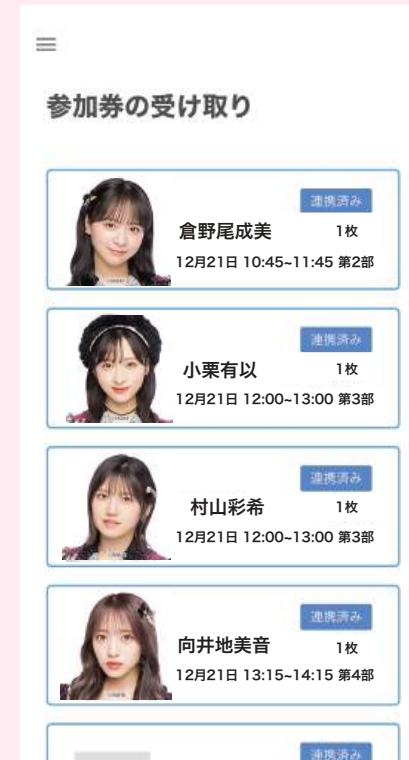 参加券の受け取り
連携済み
倉野尾成美 1枚
12月21日 10:45~11:45 第2部
連携済み
小栗有以 1枚
12月21日 12:00~13:00 第3部
連携済み
村山彩希 1枚
12月21日 12:00~13:00 第3部
連携済み
向井地美音 1枚
12月21日 13:15~14:15 第4部
連携済み